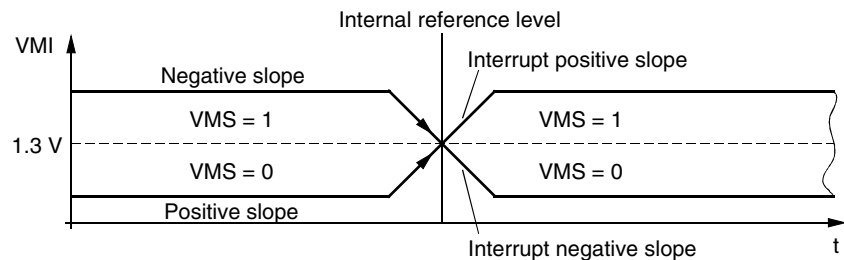 Internal reference level
VMI
Negative slope
Interrupt positive slope
VMS = 1
VMS = 1
1.3 V
VMS = 0
VMS = 0
Positive slope
Interrupt negative slope
t